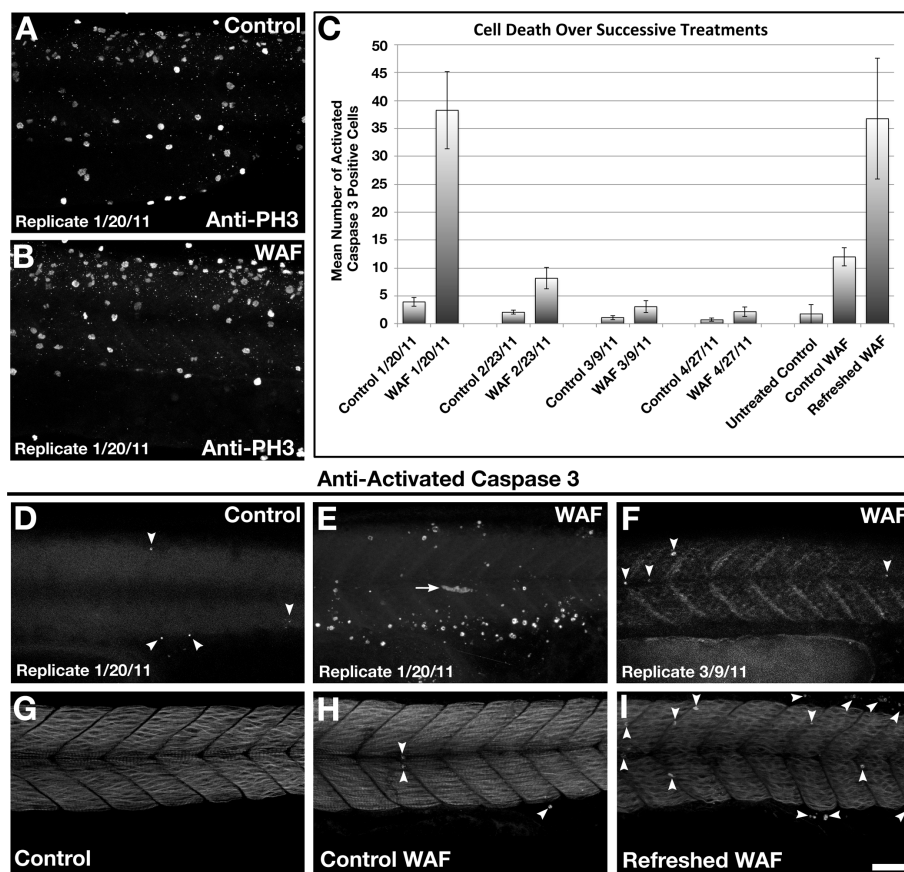 A
Control
Replicate 1/20/11
Anti-PH3
B
WAF
Replicate 1/20/11
Anti-PH3
C
Cell Death Over Successive Treatments
Mean Number of Activated
Caspase 3 Positive Cells
50
45
40
35
30
25
20
15
10
5
0
Control 1/20/11
WAF 1/20/11
Control 2/23/11
WAF 2/23/11
Control 3/9/11
WAF 3/9/11
Control 4/27/11
WAF 4/27/11
Untreated Control
Control WAF
Refreshed WAF
Anti-Activated Caspase 3
D
Control
Replicate 1/20/11
E
WAF
Replicate 1/20/11
F
WAF
Replicate 3/9/11
G
Control
H
Control WAF
I
Refreshed WAF